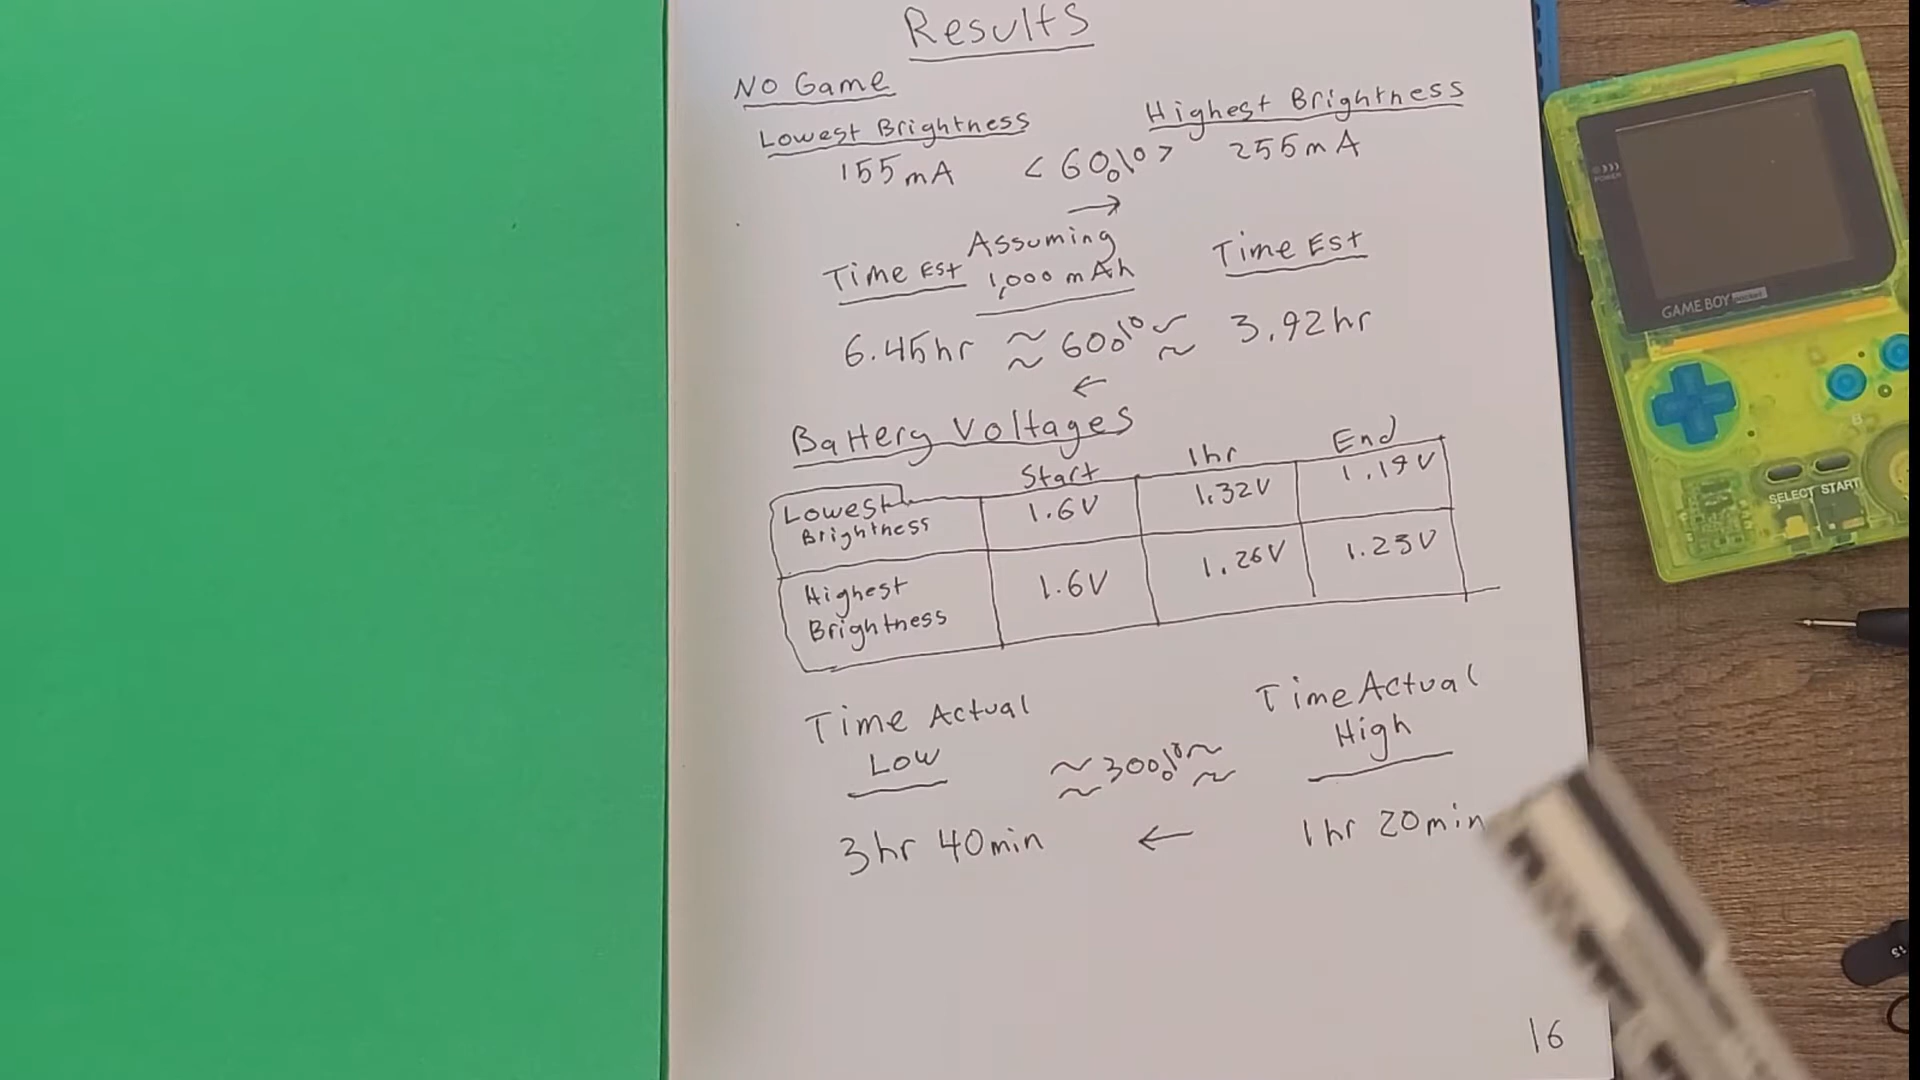 Results
No Game
Lowest Brightness
Highest Brightness
155mA < 60% > 255mA
→
Assuming
1,000 mAh
Time Est
Time Est
6.45hr ≈ 60% ≈ 3.92hr
←
Battery Voltages
Start 1hr End
Lowest Brightness 1.6V 1.32V 1.19V
Highest Brightness 1.6V 1.26V 1.23V
Time Actual Low
Time Actual High
≈ 300% ≈
3hr 40min ← 1hr 20min
16
POWER
GAME BOY pocket
B
SELECT START